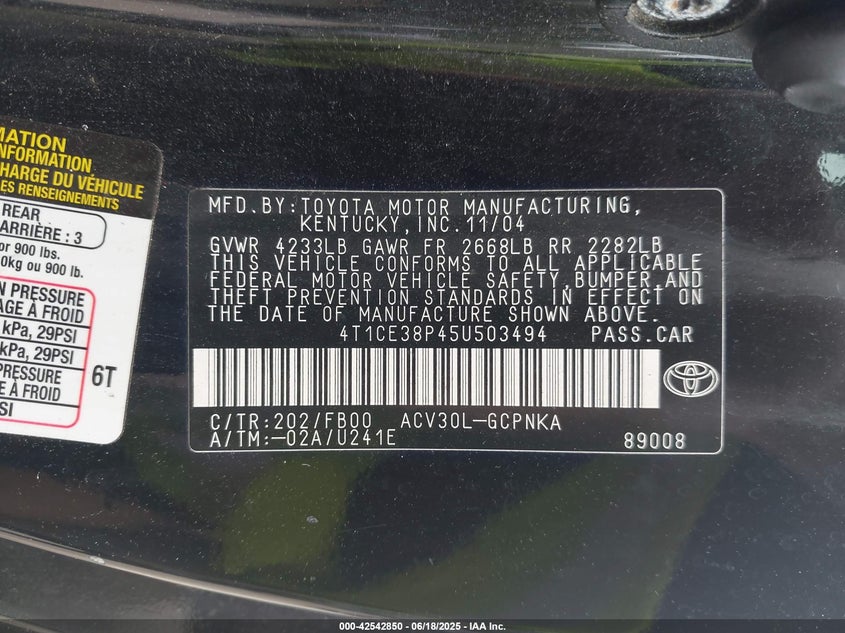 MATION
INFORMATION
CHARGE DU VÉHICULE
LES RENSEIGNEMENTS
REAR
ARRIÈRE : 3
or 900 lbs.
0kg ou 900 lb.
N PRESSURE
AGE À FROID
kPa, 29PSI
kPa, 29PSI
PRESSURE
E À FROID
SI
6T
MFD.BY:TOYOTA MOTOR MANUFACTURING,
KENTUCKY,INC.11/04
GVWR 4233LB GAWR FR 2668LB RR 2282LB
THIS VEHICLE CONFORMS TO ALL APPLICABLE
FEDERAL MOTOR VEHICLE SAFETY,BUMPER,AND
THEFT PREVENTION STANDARDS IN EFFECT ON
THE DATE OF MANUFACTURE SHOWN ABOVE.
4T1CE38P45U503494 PASS.CAR
C/TR:202/FB00 ACV30L-GCPNKA
A/TM:-02A/U241E
89008
000-42542850 - 06/18/2025 - IAA Inc.